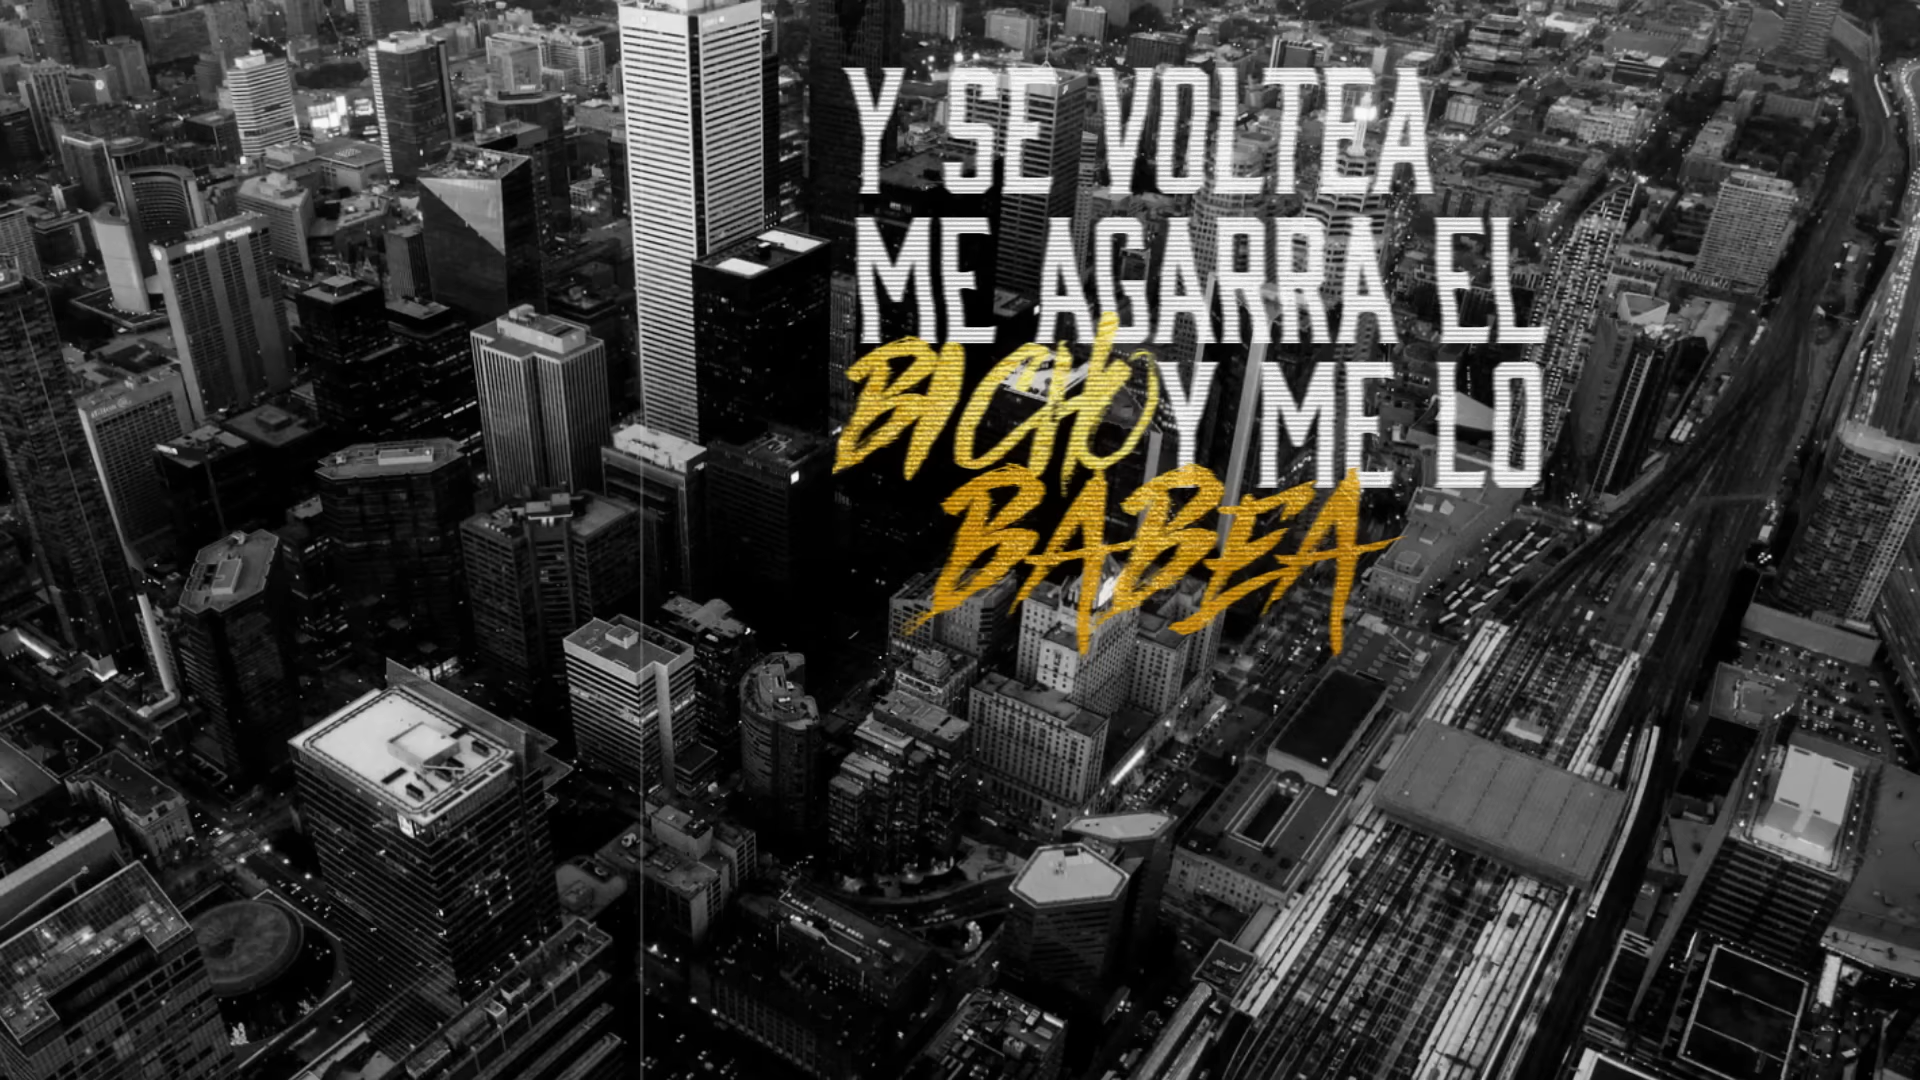 Y SE VOLTEA
ME AGARRA EL
BICHO Y ME LO
BABEA